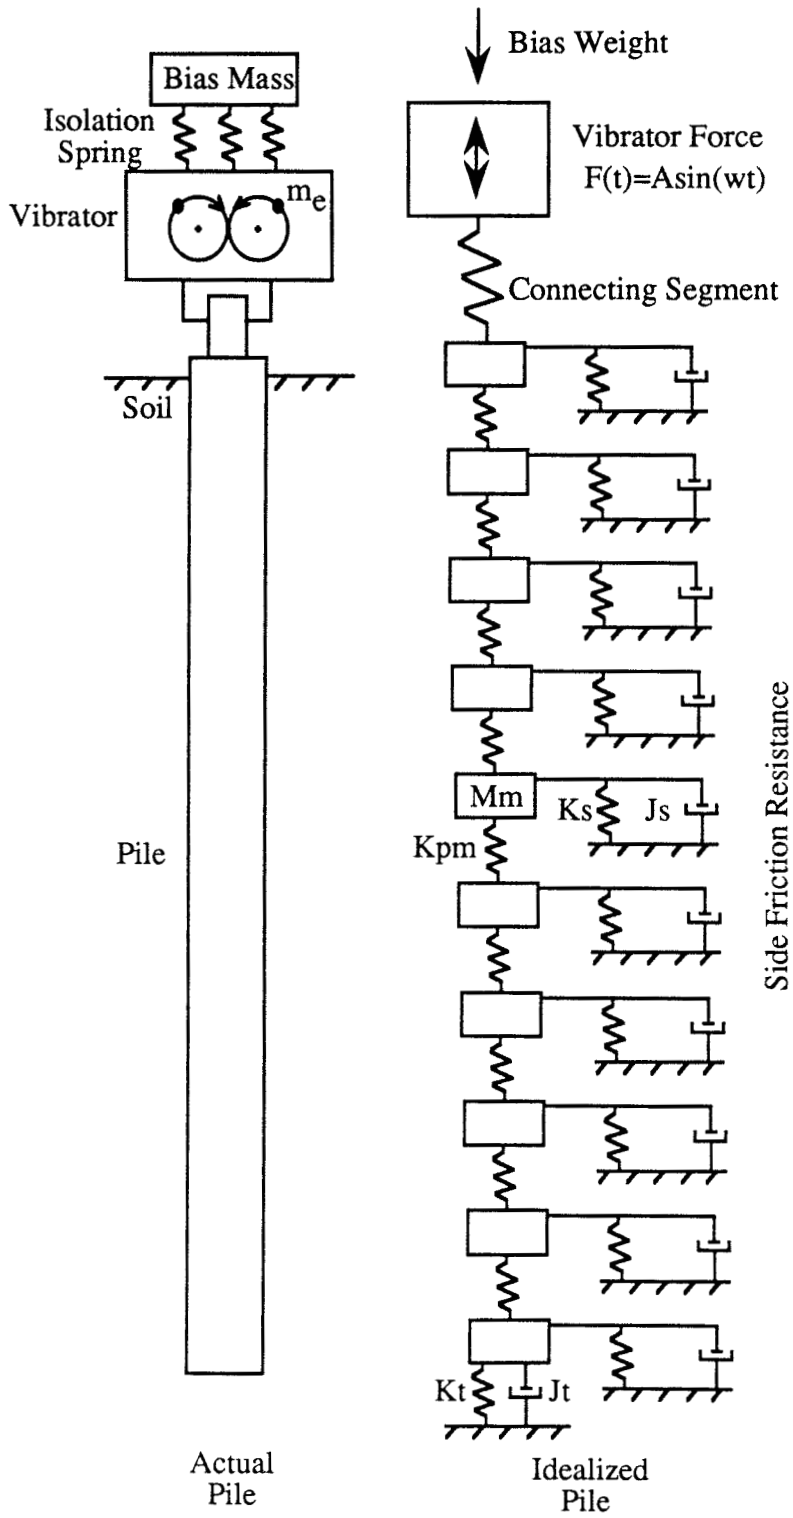 Bias Mass
Isolation
Spring
Vibrator
me
Soil
Pile
Actual
Pile
Bias Weight
Vibrator Force
F(t)=Asin(wt)
Connecting Segment
Mm
Ks
Js
Kpm
Side Friction Resistance
Kt
Jt
Idealized
Pile